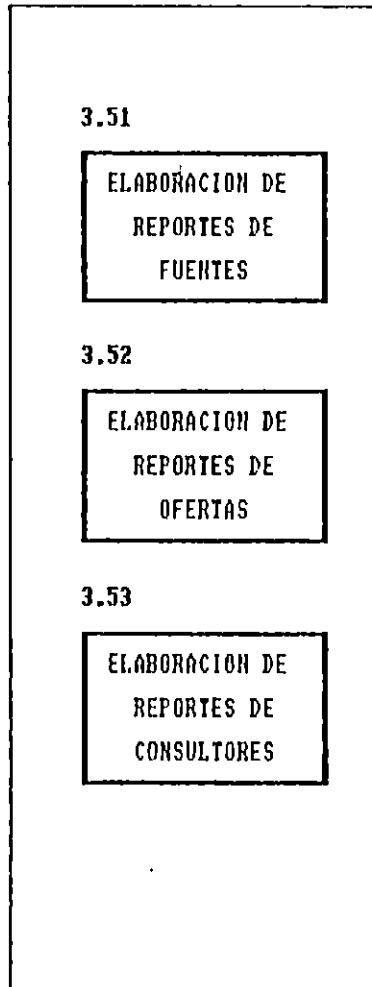 3.51
ELABORACION DE
REPORTES DE
FUENTES
3.52
ELABORACION DE
REPORTES DE
OFERTAS
3.53
ELABORACION DE
REPORTES DE
CONSULTORES